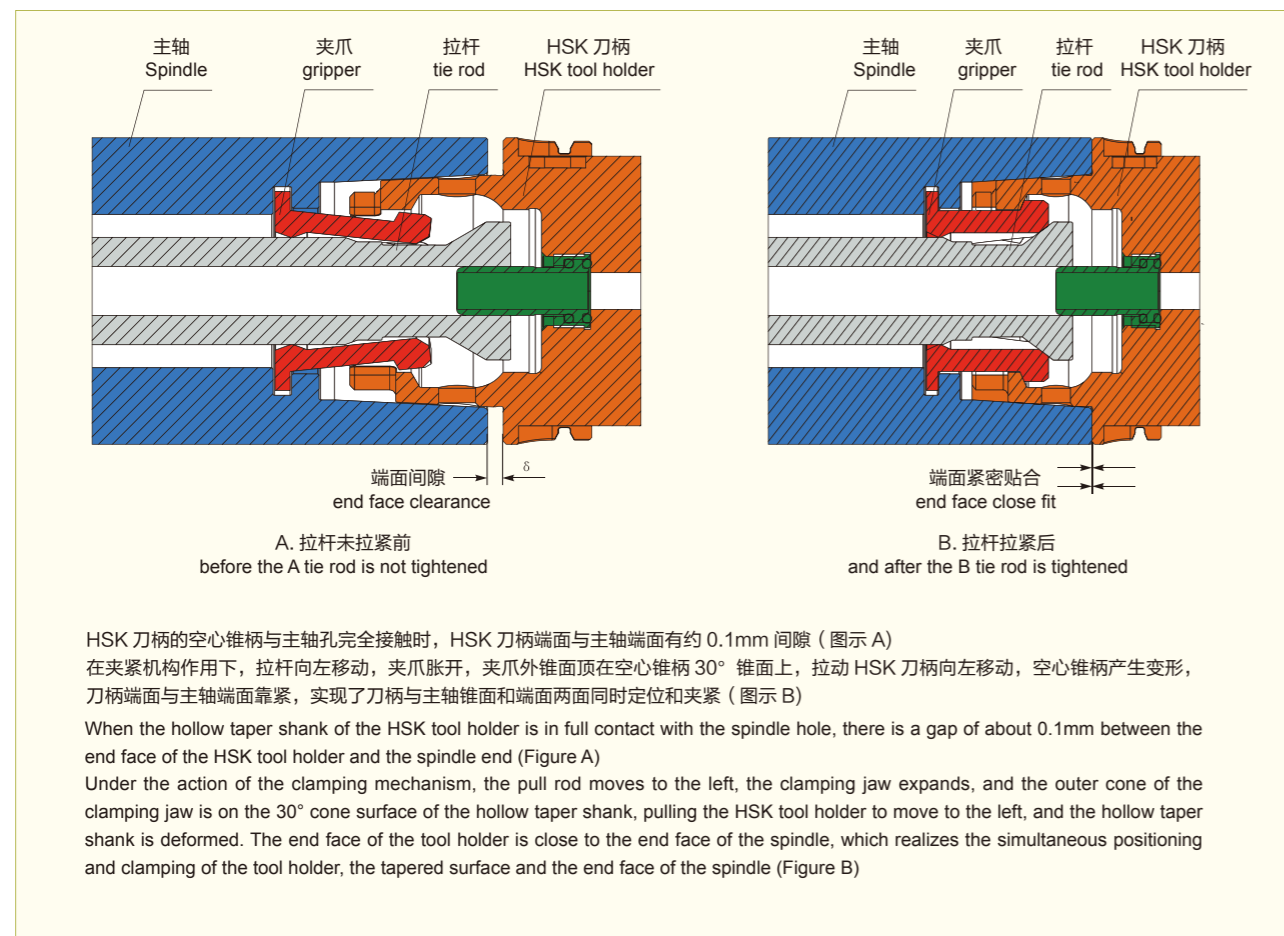 主轴
Spindle
夹爪
gripper
拉杆
tie rod
HSK 刀柄
HSK tool holder
主轴
Spindle
夹爪
gripper
拉杆
tie rod
HSK 刀柄
HSK tool holder
端面间隙
δ
end face clearance
端面紧密贴合
end face close fit
A. 拉杆未拉紧前
before the A tie rod is not tightened
B. 拉杆拉紧后
and after the B tie rod is tightened
HSK 刀柄的空心锥柄与主轴孔完全接触时，HSK 刀柄端面与主轴端面有约 0.1mm 间隙（图示 A)
在夹紧机构作用下，拉杆向左移动，夹爪胀开，夹爪外锥面顶在空心锥柄 30° 锥面上，拉动 HSK 刀柄向左移动，空心锥柄产生变形，
刀柄端面与主轴端面靠紧，实现了刀柄与主轴锥面和端面两面同时定位和夹紧（图示 B)
When the hollow taper shank of the HSK tool holder is in full contact with the spindle hole, there is a gap of about 0.1mm between the
end face of the HSK tool holder and the spindle end (Figure A)
Under the action of the clamping mechanism, the pull rod moves to the left, the clamping jaw expands, and the outer cone of the
clamping jaw is on the 30° cone surface of the hollow taper shank, pulling the HSK tool holder to move to the left, and the hollow taper
shank is deformed. The end face of the tool holder is close to the end face of the spindle, which realizes the simultaneous positioning
and clamping of the tool holder, the tapered surface and the end face of the spindle (Figure B)